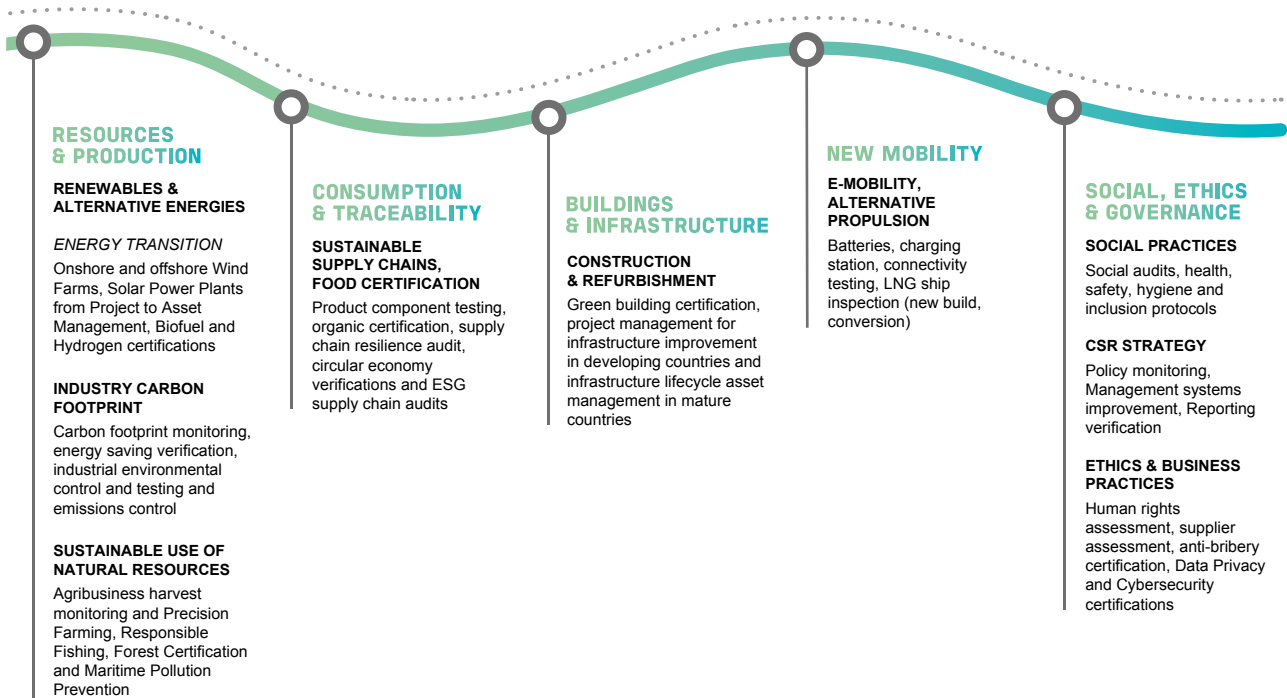 RESOURCES
& PRODUCTION
RENEWABLES &
ALTERNATIVE ENERGIES
ENERGY TRANSITION
Onshore and offshore Wind
Farms, Solar Power Plants
from Project to Asset
Management, Biofuel and
Hydrogen certifications
INDUSTRY CARBON
FOOTPRINT
Carbon footprint monitoring,
energy saving verification,
industrial environmental
control and testing and
emissions control
SUSTAINABLE USE OF
NATURAL RESOURCES
Agribusiness harvest
monitoring and Precision
Farming, Responsible
Fishing, Forest Certification
and Maritime Pollution
Prevention
CONSUMPTION
& TRACEABILITY
SUSTAINABLE
SUPPLY CHAINS,
FOOD CERTIFICATION
Product component testing,
organic certification, supply
chain resilience audit,
circular economy
verifications and ESG
supply chain audits
BUILDINGS
& INFRASTRUCTURE
CONSTRUCTION
& REFURBISHMENT
Green building certification,
project management for
infrastructure improvement
in developing countries and
infrastructure lifecycle asset
management in mature
countries
NEW MOBILITY
E-MOBILITY,
ALTERNATIVE
PROPULSION
Batteries, charging
station, connectivity
testing, LNG ship
inspection (new build,
conversion)
SOCIAL, ETHICS
& GOVERNANCE
SOCIAL PRACTICES
Social audits, health,
safety, hygiene and
inclusion protocols
CSR STRATEGY
Policy monitoring,
Management systems
improvement, Reporting
verification
ETHICS & BUSINESS
PRACTICES
Human rights
assessment, supplier
assessment, anti-bribery
certification, Data Privacy
and Cybersecurity
certifications